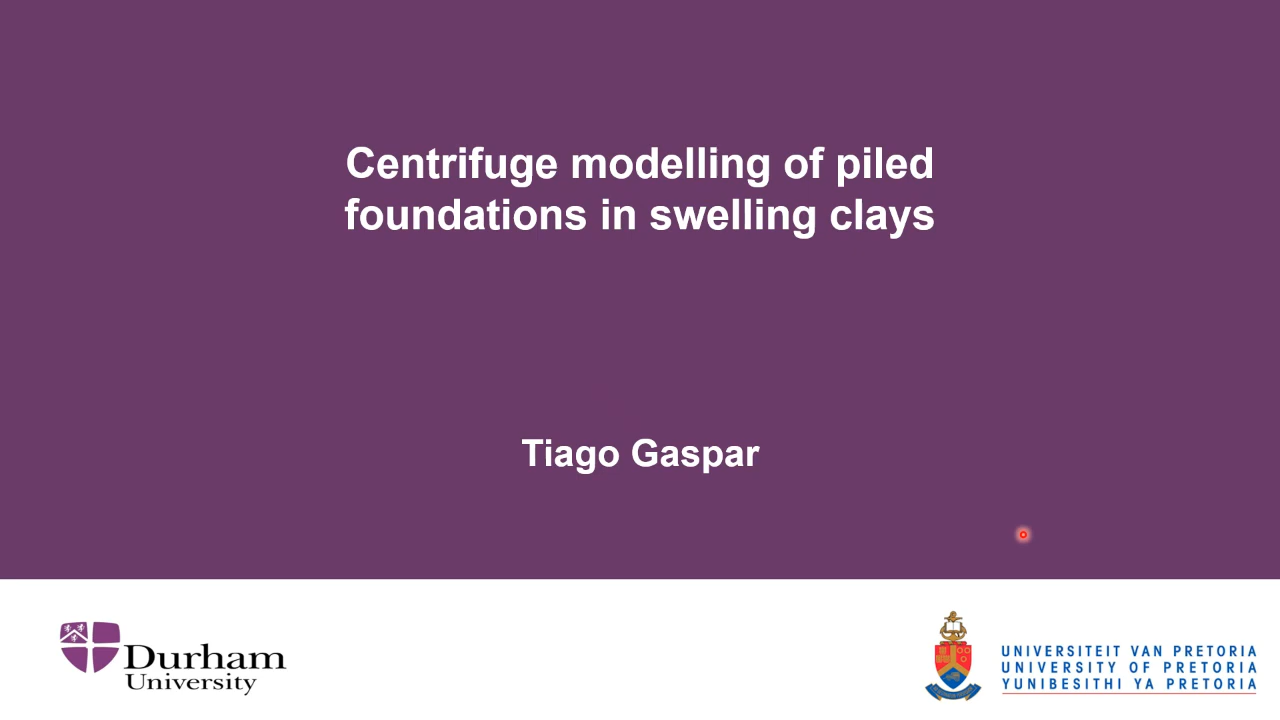 Centrifuge modelling of piled
foundations in swelling clays
Tiago Gaspar
Durham
University
UNIVERSITEIT VAN PRETORIA
UNIVERSITY OF PRETORIA
YUNIBESITHI YA PRETORIA